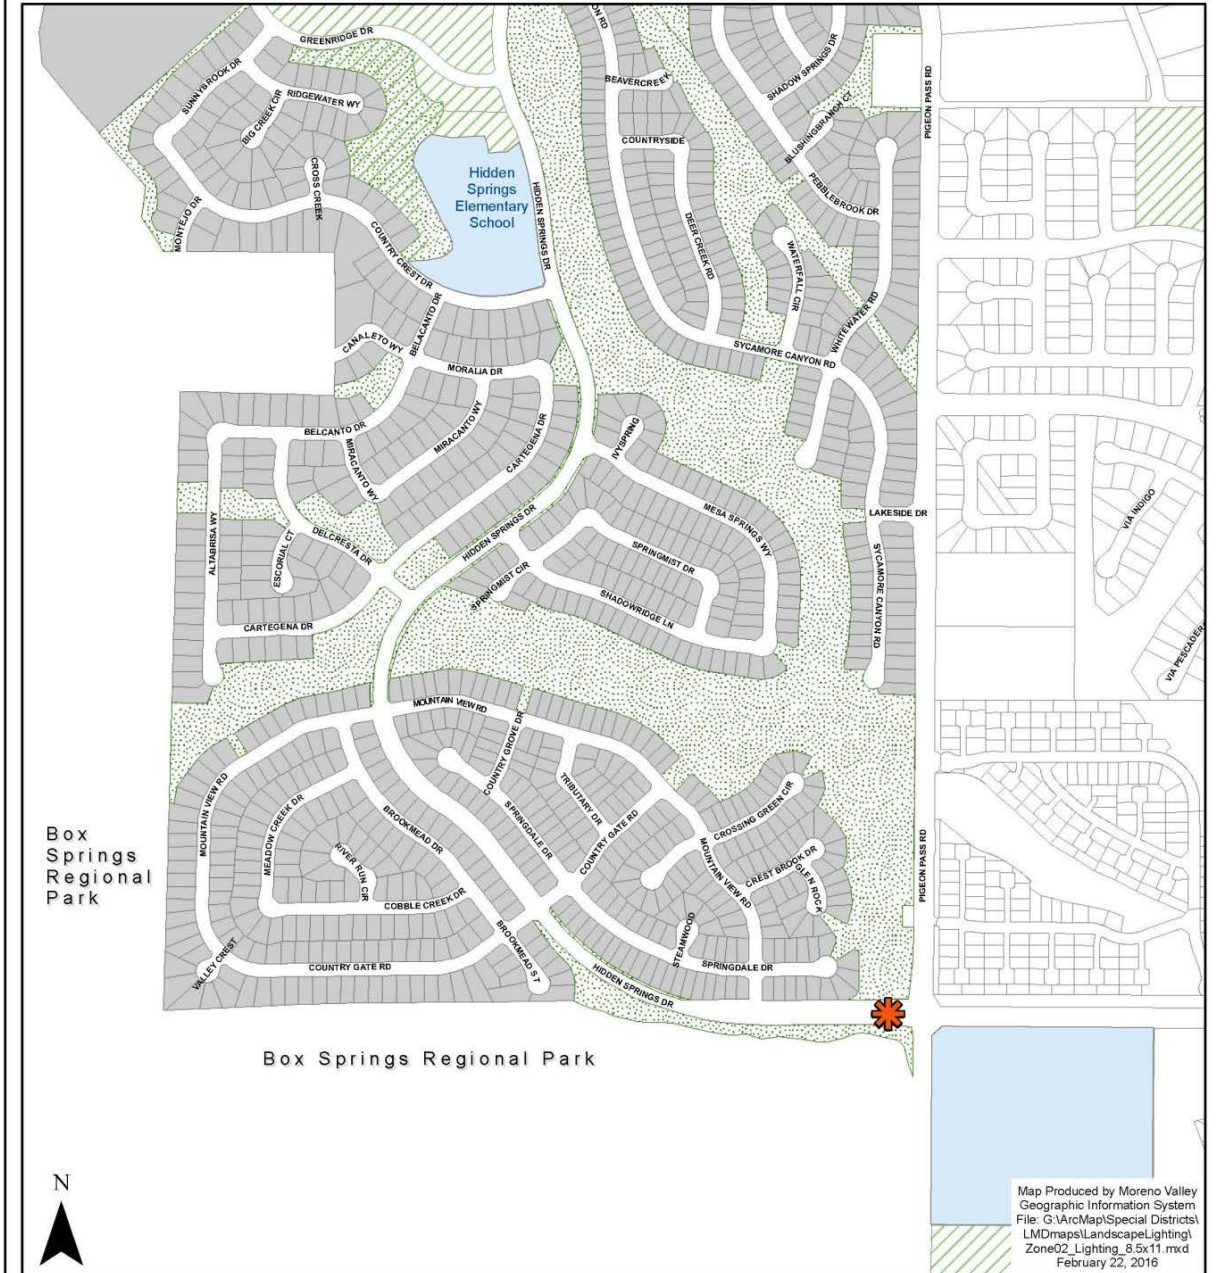 GREENRIDGE DR
ON RD
SUNNYBROOK DR
BIG CREEK CIR
RIDGEWATER WY
CROSS CREEK
MONTEJO DR
COUNTRY CREST DR
Hidden
Springs
Elementary
School
HIDDEN SPRINGS DR
BEAVERCREEK
COUNTRYSIDE
DEER CREEK RD
SHADOW SPRINGS DR
BLUSHINGBRANCH CT
PEBBLEBROOK DR
PIGEON PASS RD
WATERFALL CIR
WHITEWATER RD
SYCAMORE CANYON RD
BELACANTO DR
CANALETO WY
MORALIA DR
MIRACANTO WY
CARTEGENA DR
BELCANTO DR
MIRACANTO WY
IVYSPRING
MESA SPRINGS WY
LAKESIDE DR
VIA INDIGO
ALTABRISA WY
ESCORIAL CT
DELCRESTA DR
HIDDEN SPRINGS DR
SPRINGMIST CIR
SPRINGMIST DR
SHADOWRIDGE LN
SYCAMORE CANYON RD
CARTEGENA DR
VIA PESCADER
MOUNTAIN VIEW RD
COUNTRY GROVE DR
TRIBUTARY DR
MOUNTAIN VIEW RD
MEADOW CREEK DR
BROOKMEAD DR
SPRINGDALE DR
COUNTRY GATE RD
CROSSING GREEN CIR
MOUNTAIN VIEW RD
CREST BROOK DR
GLEN ROCK
PIGEON PASS RD
Box
Springs
Regional
Park
RIVER RUN CIR
COBBLE CREEK DR
STEAMWOOD
BROOKMEAD ST
VALLEY CREST
COUNTRY GATE RD
SPRINGDALE DR
HIDDEN SPRINGS DR
Box Springs Regional Park
N
Map Produced by Moreno Valley
Geographic Information System
File: G:\ArcMap\Special Districts\
LMDmaps\LandscapeLighting\
Zone02_Lighting_8.5x11.mxd
February 22, 2016